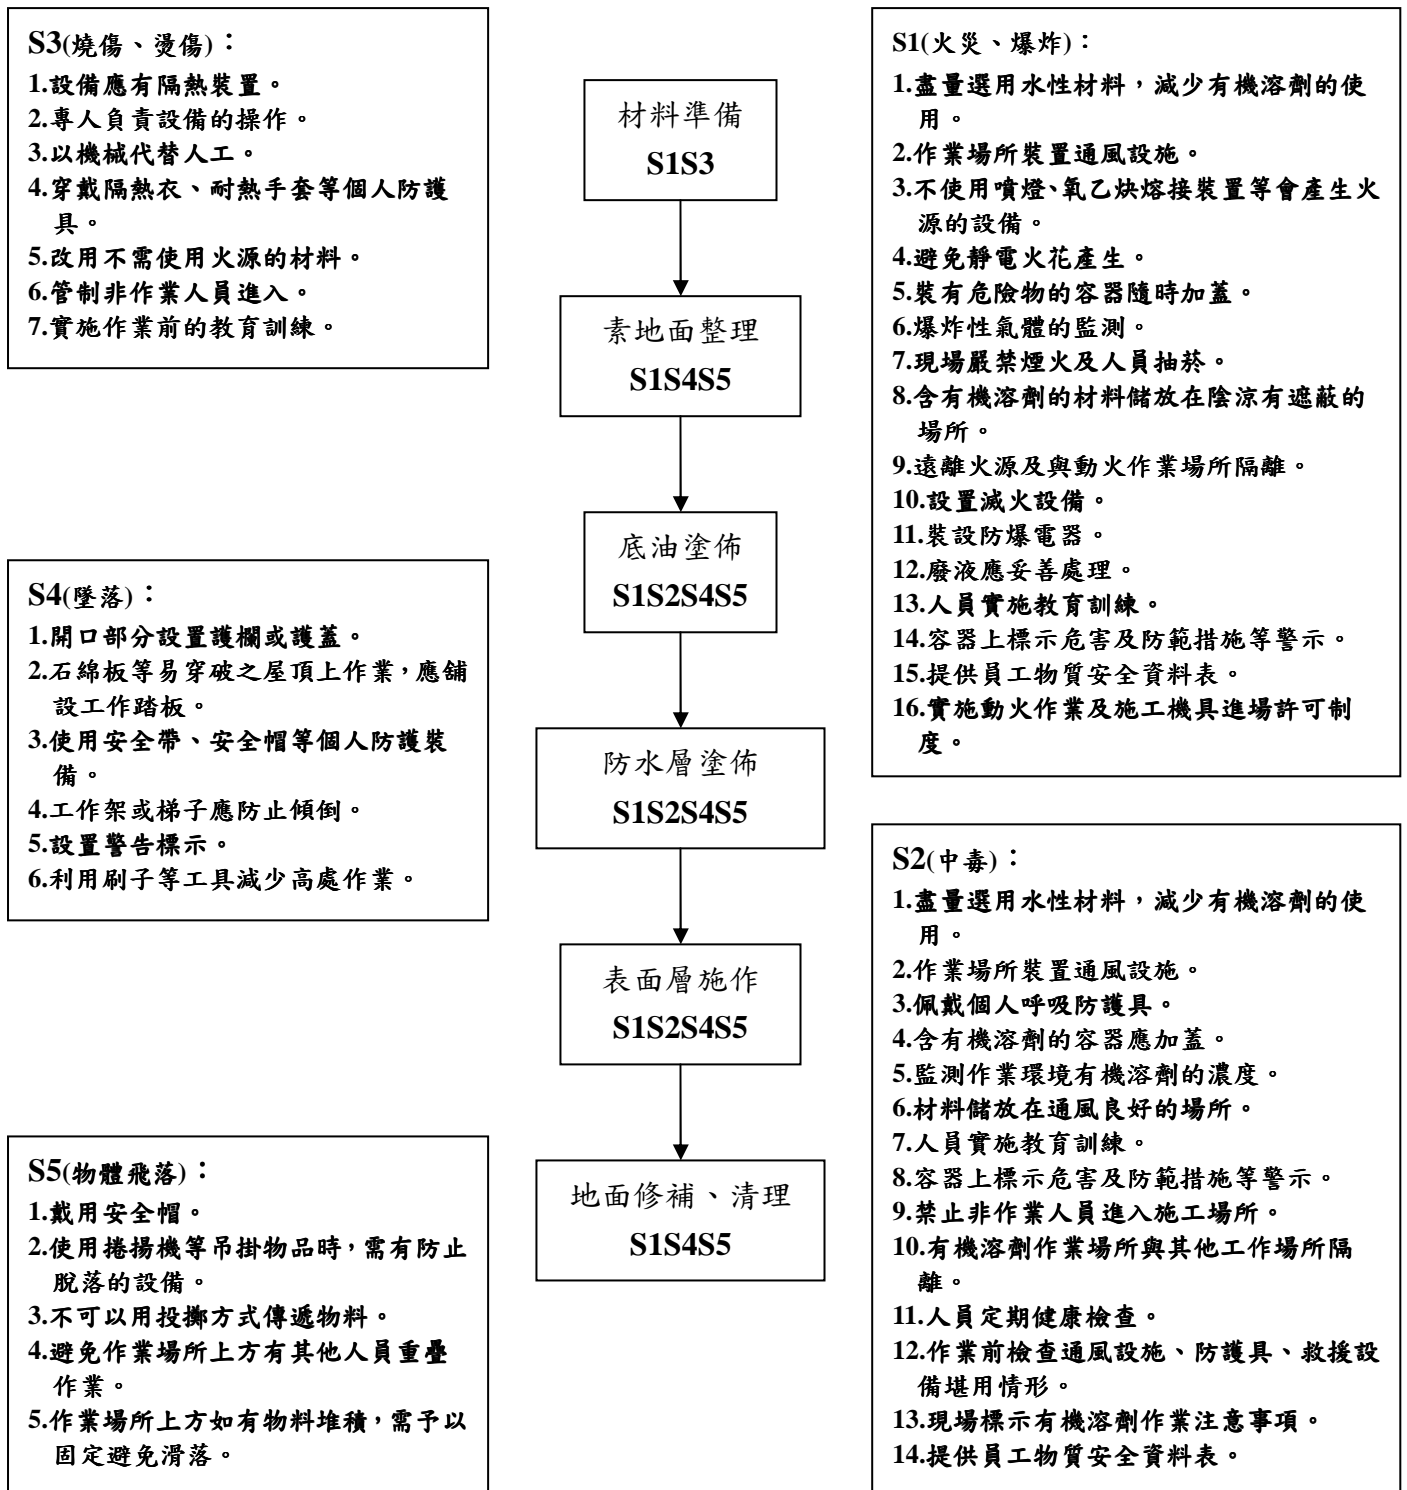 S3(燒傷、燙傷)：
1.設備應有隔熱裝置。
2.專人負責設備的操作。
3.以機械代替人工。
4.穿戴隔熱衣、耐熱手套等個人防護
具。
5.改用不需使用火源的材料。
6.管制非作業人員進入。
7.實施作業前的教育訓練。
S4(墜落)：
1.開口部分設置護欄或護蓋。
2.石綿板等易穿破之屋頂上作業，應舖
設工作踏板。
3.使用安全帶、安全帽等個人防護裝
備。
4.工作架或梯子應防止傾倒。
5.設置警告標示。
6.利用刷子等工具減少高處作業。
S5(物體飛落)：
1.戴用安全帽。
2.使用捲揚機等吊掛物品時，需有防止
脫落的設備。
3.不可以用投擲方式傳遞物料。
4.避免作業場所上方有其他人員重疊
作業。
5.作業場所上方如有物料堆積，需予以
固定避免滑落。
材料準備
S1S3
素地面整理
S1S4S5
底油塗佈
S1S2S4S5
防水層塗佈
S1S2S4S5
表面層施作
S1S2S4S5
地面修補、清理
S1S4S5
S1(火災、爆炸)：
1.盡量選用水性材料，減少有機溶劑的使
用。
2.作業場所裝置通風設施。
3.不使用噴燈、氧乙炔熔接裝置等會產生火
源的設備。
4.避免靜電火花產生。
5.裝有危險物的容器隨時加蓋。
6.爆炸性氣體的監測。
7.現場嚴禁煙火及人員抽菸。
8.含有機溶劑的材料儲放在陰涼有遮蔽的
場所。
9.遠離火源及與動火作業場所隔離。
10.設置滅火設備。
11.裝設防爆電器。
12.廢液應妥善處理。
13.人員實施教育訓練。
14.容器上標示危害及防範措施等警示。
15.提供員工物質安全資料表。
16.實施動火作業及施工機具進場許可制
度。
S2(中毒)：
1.盡量選用水性材料，減少有機溶劑的使
用。
2.作業場所裝置通風設施。
3.佩戴個人呼吸防護具。
4.含有機溶劑的容器應加蓋。
5.監測作業環境有機溶劑的濃度。
6.材料儲放在通風良好的場所。
7.人員實施教育訓練。
8.容器上標示危害及防範措施等警示。
9.禁止非作業人員進入施工場所。
10.有機溶劑作業場所與其他工作場所隔
離。
11.人員定期健康檢查。
12.作業前檢查通風設施、防護具、救援設
備堪用情形。
13.現場標示有機溶劑作業注意事項。
14.提供員工物質安全資料表。